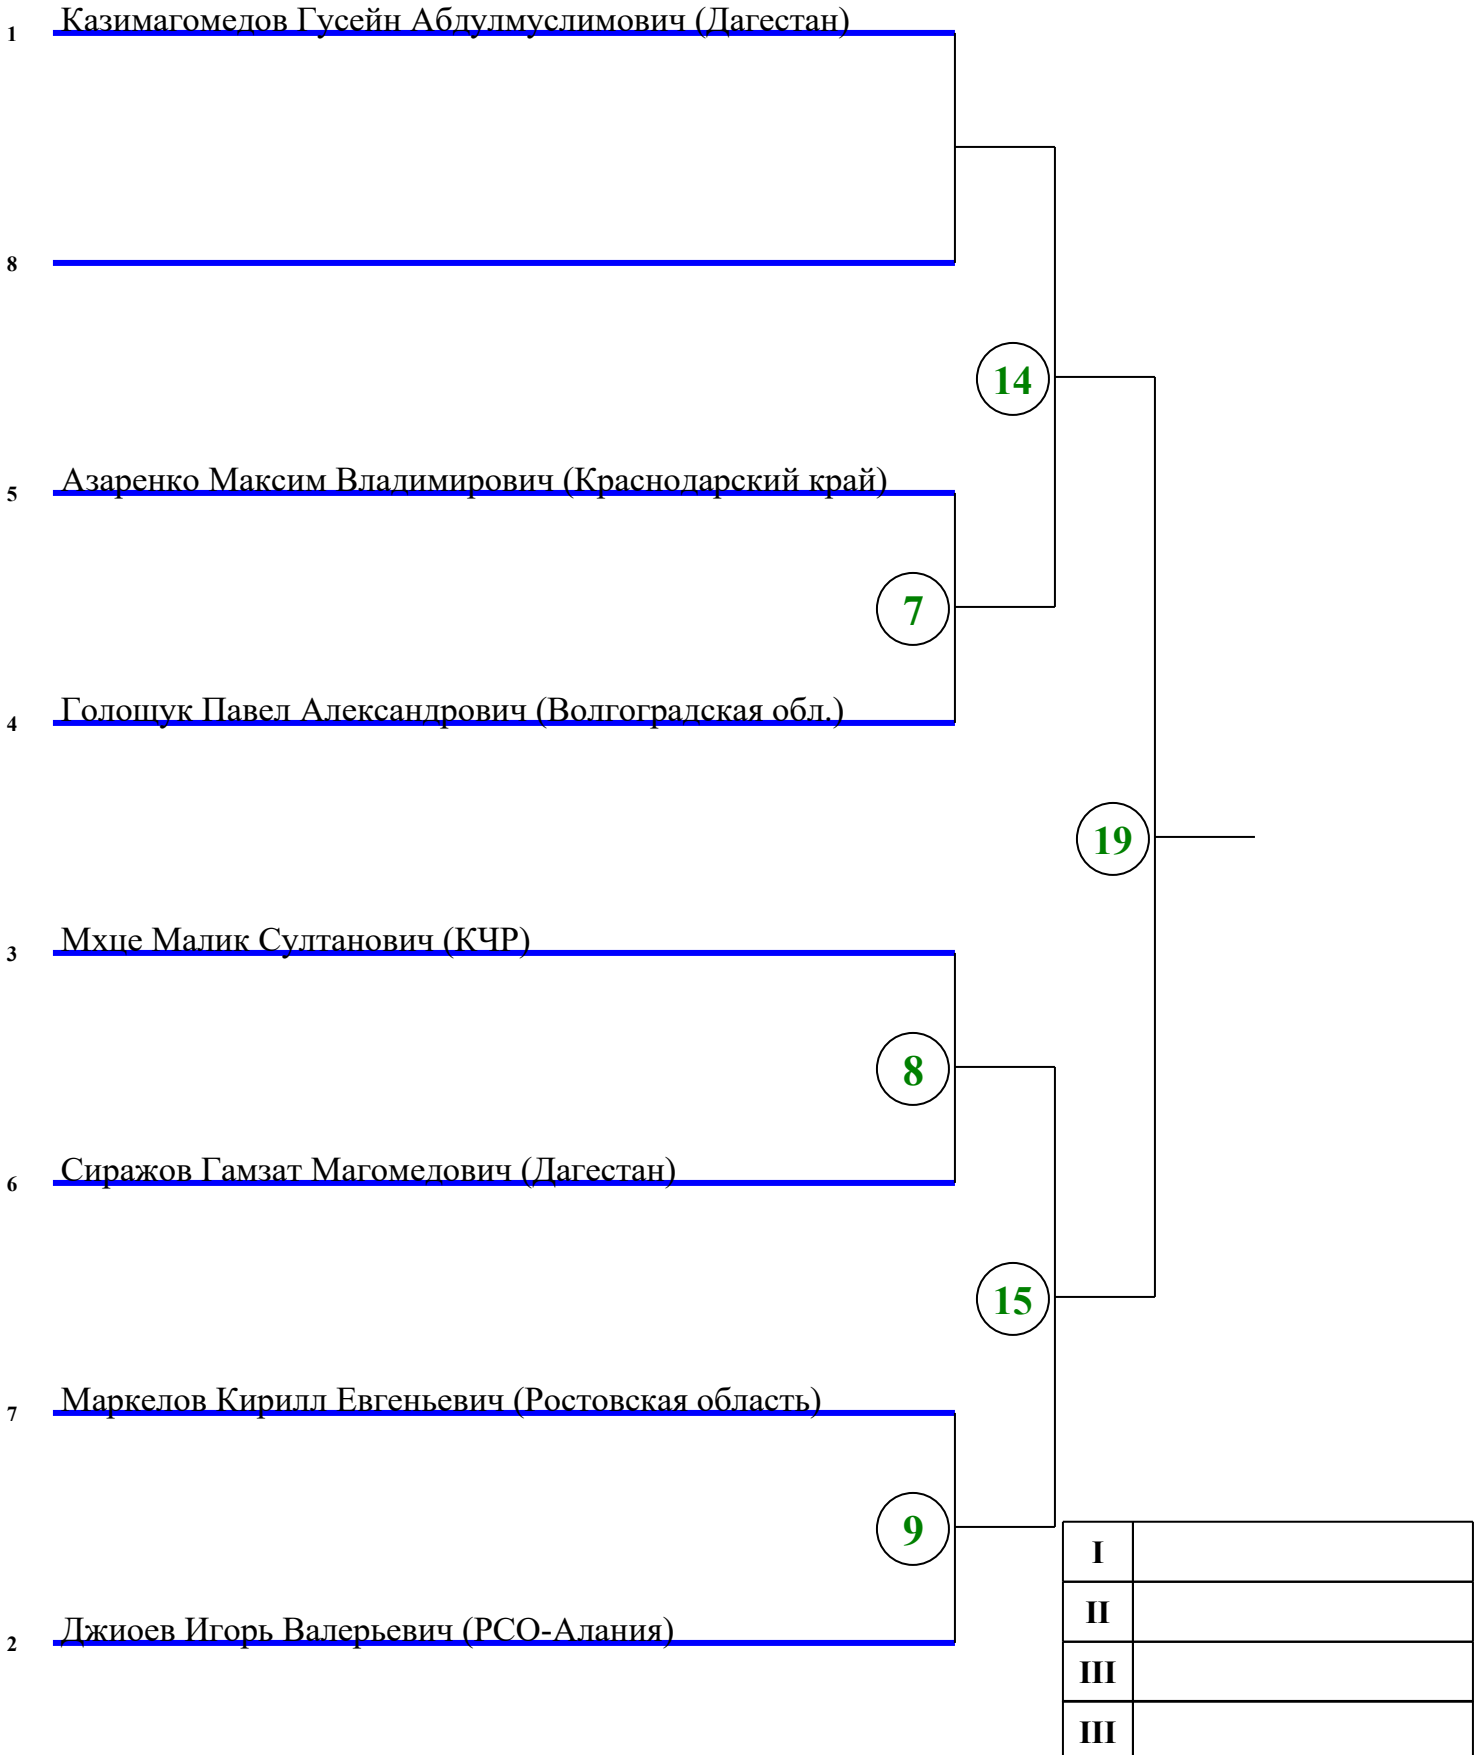 1 Казимагомедов Гусейн Абдулмуслимович (Дагестан)
8
14
5 Азаренко Максим Владимирович (Краснодарский край)
7
4 Голощук Павел Александрович (Волгоградская обл.)
19
3 Мхце Малик Султанович (КЧР)
8
6 Сиражов Гамзат Магомедович (Дагестан)
15
7 Маркелов Кирилл Евгеньевич (Ростовская область)
9
I
II
2 Джиоев Игорь Валерьевич (РСО-Алания)
III
III